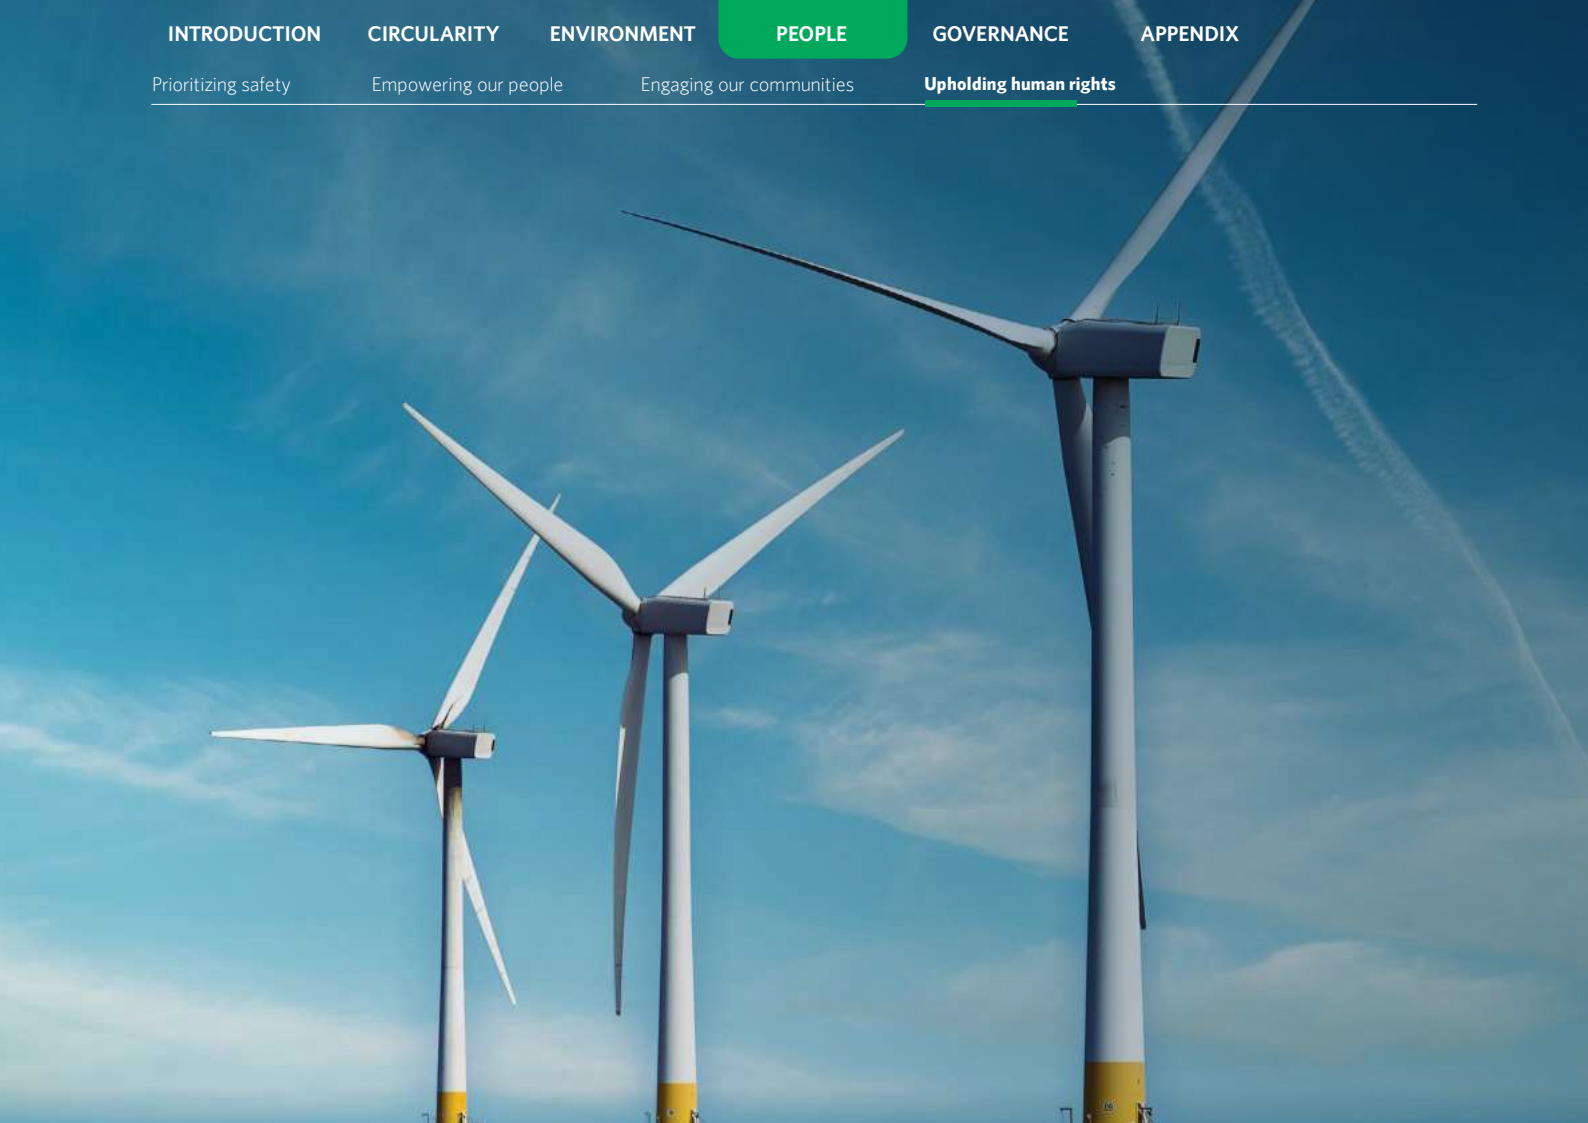 INTRODUCTION CIRCULARITY ENVIRONMENT PEOPLE GOVERNANCE APPENDIX
Prioritizing safety Empowering our people Engaging our communities Upholding human rights